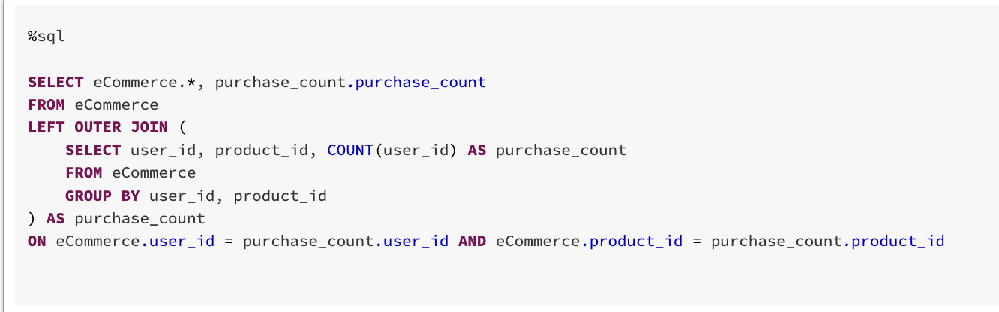 %sql
SELECT eCommerce.*, purchase_count.purchase_count
FROM eCommerce
LEFT OUTER JOIN (
SELECT user_id, product_id, COUNT(user_id) AS purchase_count
FROM eCommerce
GROUP BY user_id, product_id
) AS purchase_count
ON eCommerce.user_id = purchase_count.user_id AND eCommerce.product_id = purchase_count.product_id